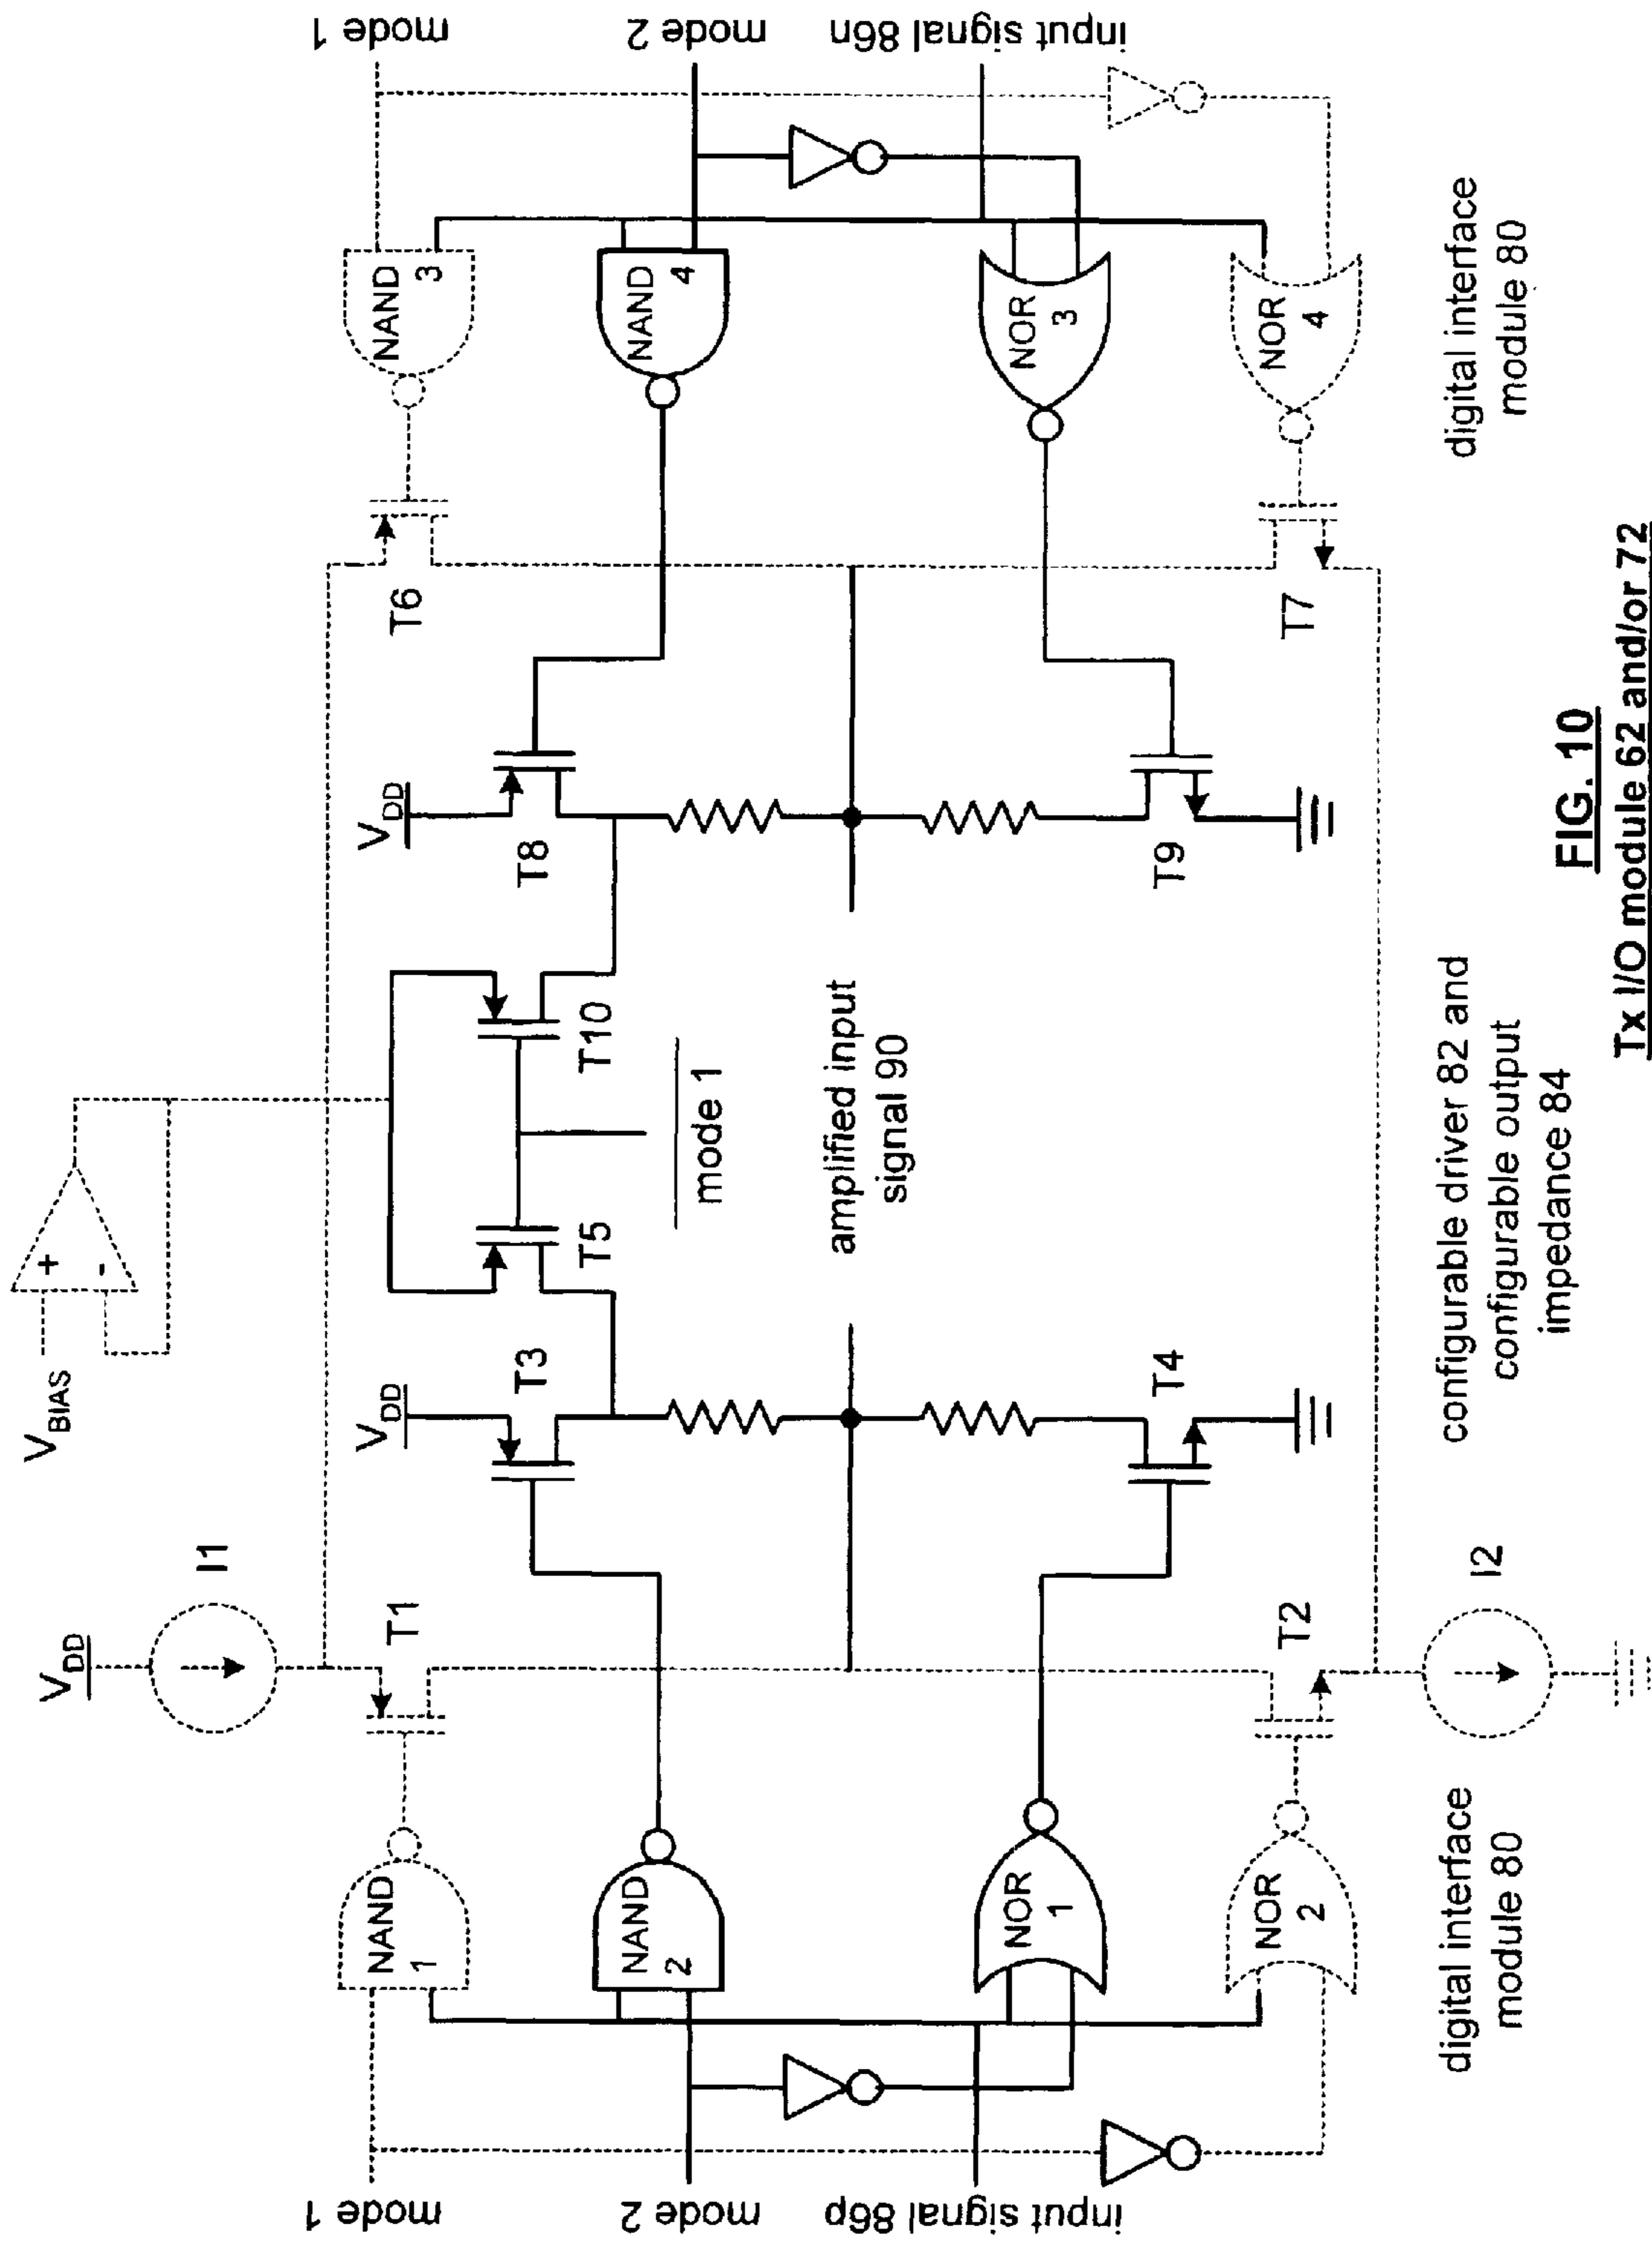 V_BIAS
+
-
V_DD
I1
mode 1
mode 1
NAND
1
T1
T6
NAND
3
V_DD
V_DD
T3
T5
T10
T8
mode 2
mode 2
NAND
2
NAND
4
mode 1
input signal 86p
input signal 86n
amplified input
signal 90
NOR
1
NOR
3
T4
T9
NOR
2
T2
T7
NOR
4
I2
digital interface
module 80
configurable driver 82 and
configurable output
impedance 84
digital interface
module 80
FIG. 10
Tx I/O module 62 and/or 72